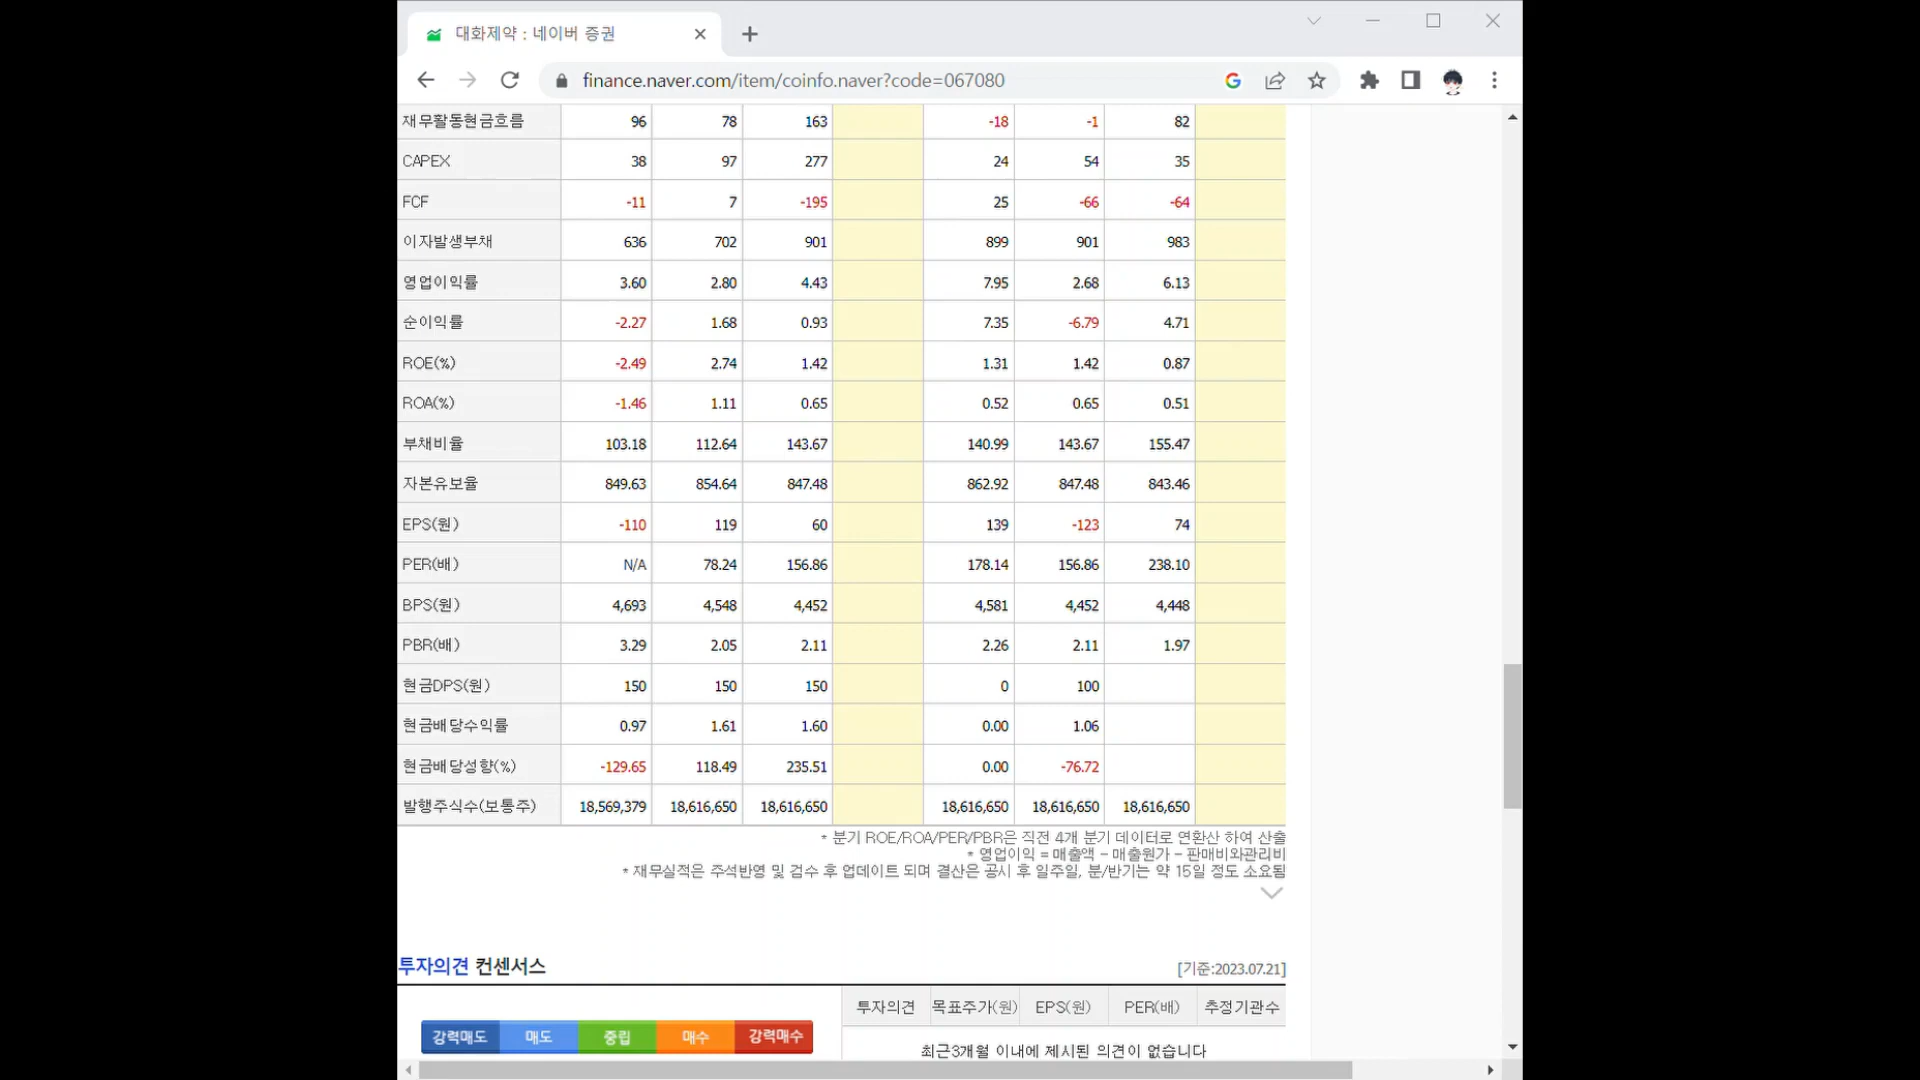 대화제약 : 네이버 증권
finance.naver.com/item/coinfo.naver?code=067080
재무활동현금흐름 96 78 163 -18 -1 82
CAPEX 38 97 277 24 54 35
FCF -11 7 -195 25 -66 -64
이자발생부채 636 702 901 899 901 983
영업이익률 3.60 2.80 4.43 7.95 2.68 6.13
순이익률 -2.27 1.68 0.93 7.35 -6.79 4.71
ROE(%) -2.49 2.74 1.42 1.31 1.42 0.87
ROA(%) -1.46 1.11 0.65 0.52 0.65 0.51
부채비율 103.18 112.64 143.67 140.99 143.67 155.47
자본유보율 849.63 854.64 847.48 862.92 847.48 843.46
EPS(원) -110 119 60 139 -123 74
PER(배) N/A 78.24 156.86 178.14 156.86 238.10
BPS(원) 4,693 4,548 4,452 4,581 4,452 4,448
PBR(배) 3.29 2.05 2.11 2.26 2.11 1.97
현금DPS(원) 150 150 150 0 100
현금배당수익률 0.97 1.61 1.60 0.00 1.06
현금배당성향(%) -129.65 118.49 235.51 0.00 -76.72
발행주식수(보통주) 18,569,379 18,616,650 18,616,650 18,616,650 18,616,650 18,616,650
* 분기 ROE/ROA/PER/PBR은 직전 4개 분기 데이터로 연환산 하여 산출
* 영업이익 = 매출액 - 매출원가 - 판매비와관리비
* 재무실적은 주석반영 및 검수 후 업데이트 되며 결산은 공시 후 일주일, 분/반기는 약 15일 정도 소요됨
투자의견 컨센서스 [기준:2023.07.21]
투자의견 목표주가(원) EPS(원) PER(배) 추정기관수
강력매도 매도 중립 매수 강력매수
최근3개월 이내에 제시된 의견이 없습니다